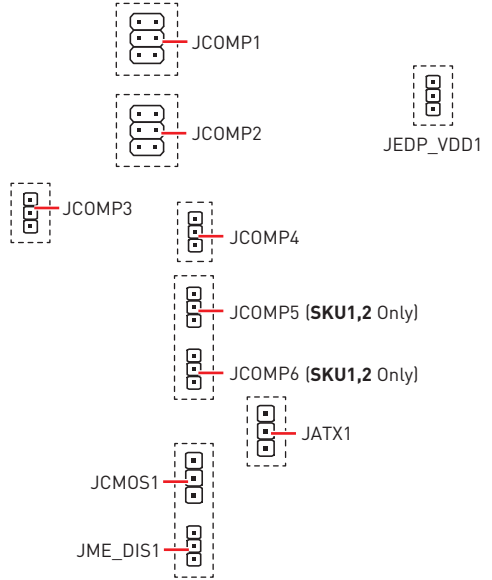 JCOMP1
JCOMP2
JEDP_VDD1
JCOMP3
JCOMP4
JCOMP5 (SKU1,2 Only)
JCOMP6 (SKU1,2 Only)
JATX1
JCMOS1
JME_DIS1